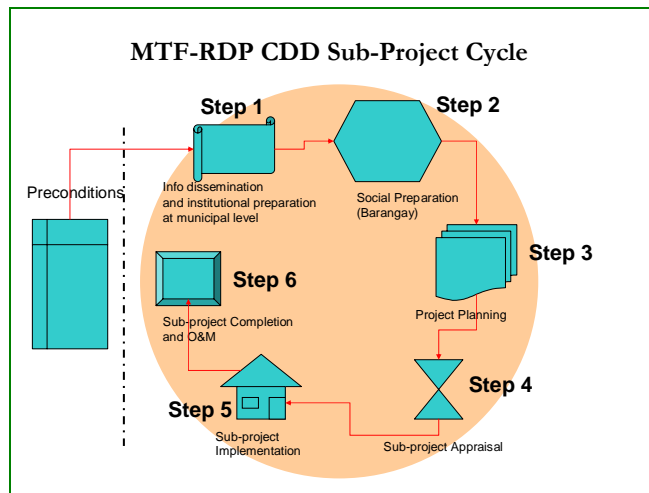 MTF-RDP CDD Sub-Project Cycle
Step 1
Step 2
Preconditions
Info dissemination
and institutional preparation
at municipal level
Social Preparation
(Barangay)
Step 3
Project Planning
Step 4
Sub-project Appraisal
Step 5
Sub-project
Implementation
Step 6
Sub-project Completion
and O&M